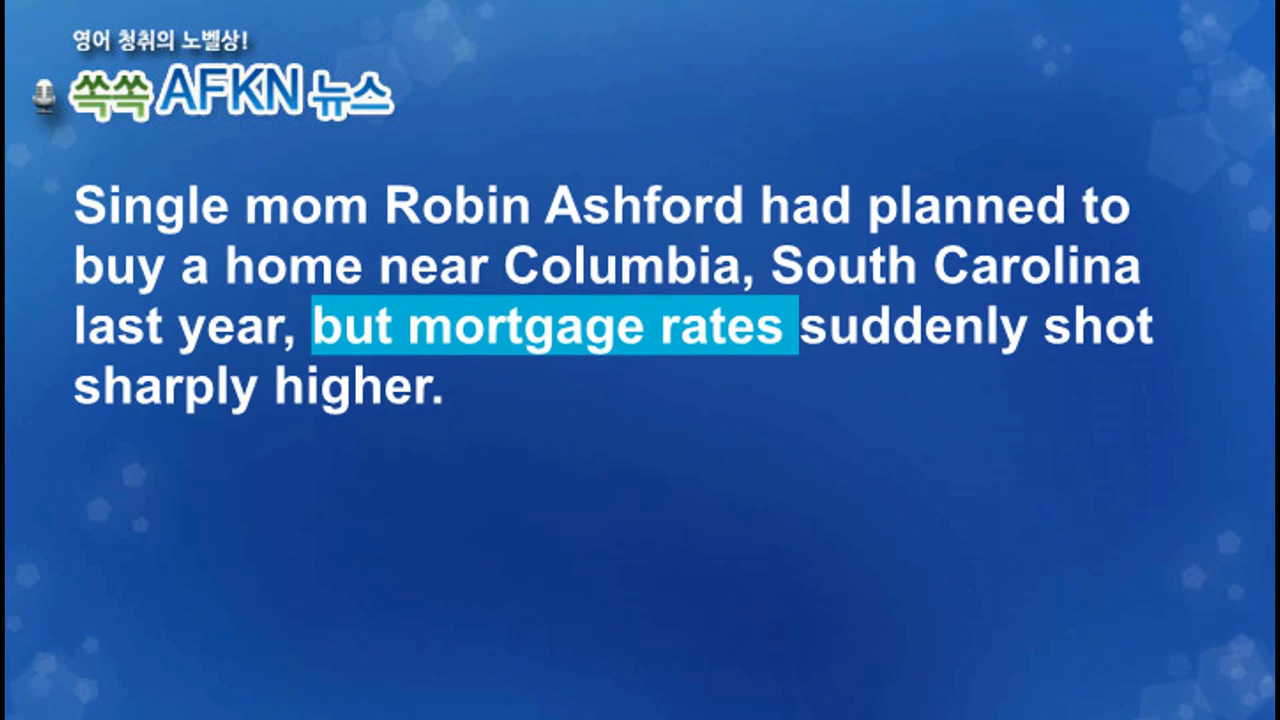 영어 청취의 노벨상!
쏙쏙 AFKN 뉴스
Single mom Robin Ashford had planned to
buy a home near Columbia, South Carolina
last year, but mortgage rates suddenly shot
sharply higher.